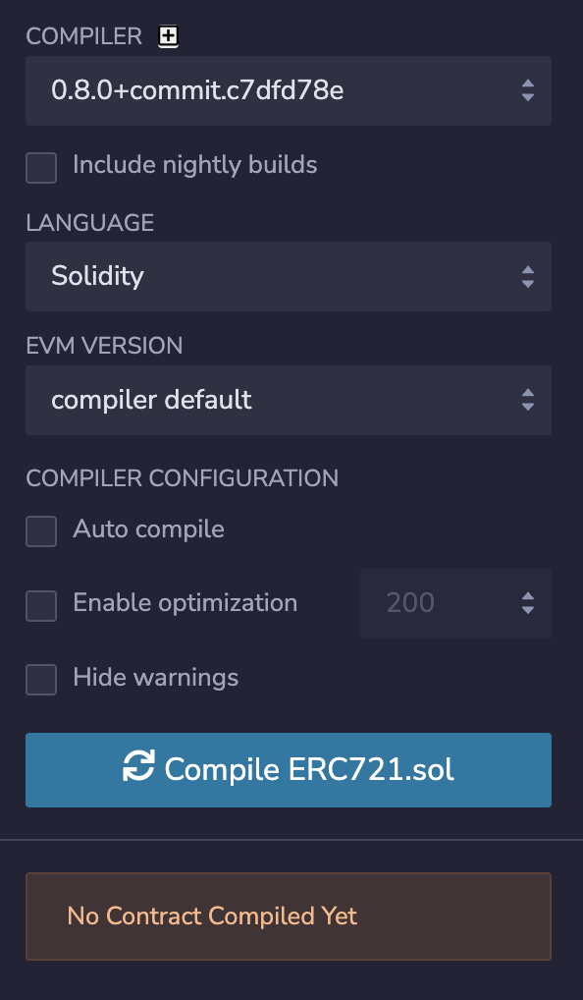 COMPILER
0.8.0+commit.c7dfd78e
Include nightly builds
LANGUAGE
Solidity
EVM VERSION
compiler default
COMPILER CONFIGURATION
Auto compile
Enable optimization 200
Hide warnings
Compile ERC721.sol
No Contract Compiled Yet